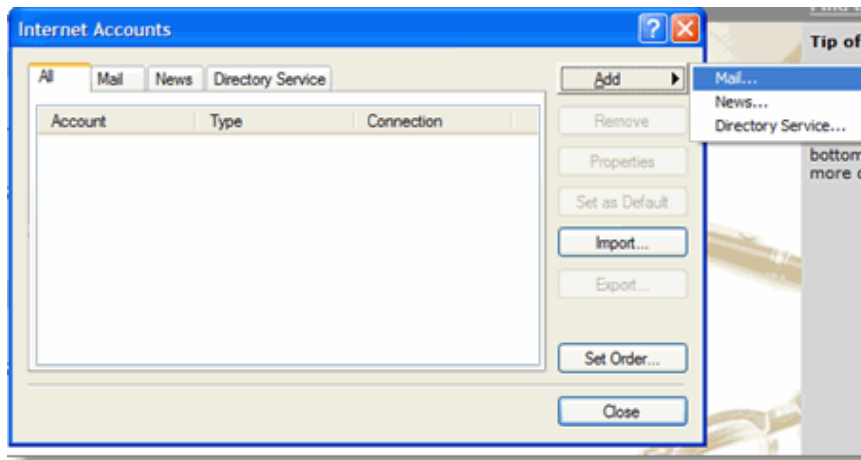 Internet Accounts
Tip of
All Mail News Directory Service
Add
Mail...
News...
Directory Service...
Account Type Connection
Remove
Properties
Set as Default
Import...
Export...
Set Order...
Close
bottom
more